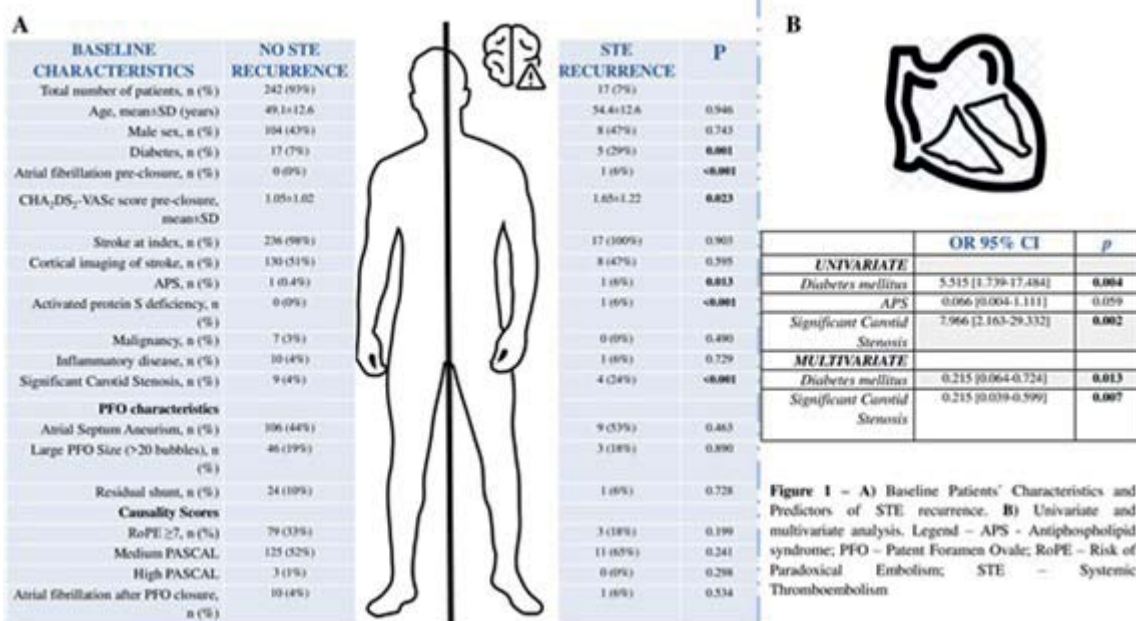 A
BASELINE CHARACTERISTICS NO STE RECURRENCE STE RECURRENCE P
Total number of patients, n (%) 242 (93%) 17 (7%)
Age, mean±SD (years) 49.1±12.6 54.4±12.6 0.946
Male sex, n (%) 104 (43%) 8 (47%) 0.743
Diabetes, n (%) 17 (7%) 5 (29%) 0.001
Atrial fibrillation pre-closure, n (%) 0 (0%) 1 (6%) <0.001
CHA₂DS₂-VASc score pre-closure, mean±SD 1.05±1.02 1.65±1.22 0.023
Stroke at index, n (%) 236 (98%) 17 (100%) 0.903
Cortical imaging of stroke, n (%) 130 (51%) 8 (47%) 0.595
APS, n (%) 1 (0.4%) 1 (6%) 0.013
Activated protein S deficiency, n (%) 0 (0%) 1 (6%) <0.001
Malignancy, n (%) 7 (3%) 0 (0%) 0.490
Inflammatory disease, n (%) 10 (4%) 1 (6%) 0.729
Significant Carotid Stenosis, n (%) 9 (4%) 4 (24%) <0.001
PFO characteristics
Atrial Septum Aneurism, n (%) 106 (44%) 9 (53%) 0.463
Large PFO Size (>20 bubbles), n (%) 46 (19%) 3 (18%) 0.890
Residual shunt, n (%) 24 (10%) 1 (6%) 0.728
Causality Scores
RoPE ≥7, n (%) 79 (33%) 3 (18%) 0.199
Medium PASCAL 125 (52%) 11 (65%) 0.241
High PASCAL 3 (1%) 0 (0%) 0.298
Atrial fibrillation after PFO closure, n (%) 10 (4%) 1 (6%) 0.534
B
OR 95% CI p
UNIVARIATE
Diabetes mellitus 5.515 [1.739-17.484] 0.004
APS 0.066 [0.004-1.111] 0.059
Significant Carotid Stenosis 7.966 [2.163-29.332] 0.002
MULTIVARIATE
Diabetes mellitus 0.215 [0.064-0.724] 0.013
Significant Carotid Stenosis 0.215 [0.039-0.599] 0.007
Figure 1 – A) Baseline Patients' Characteristics and
Predictors of STE recurrence. B) Univariate and
multivariate analysis. Legend – APS - Antiphospholipid
syndrome; PFO – Patent Foramen Ovale; RoPE – Risk of
Paradoxical Embolism; STE – Systemic
Thromboembolism